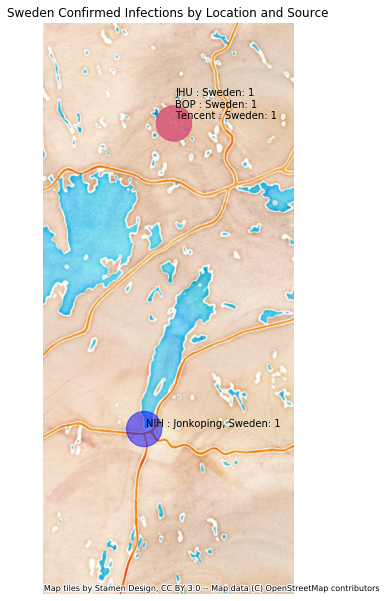 Sweden Confirmed Infections by Location and Source
JHU : Sweden: 1
BOP : Sweden: 1
Tencent : Sweden: 1
NIH : Jonkoping, Sweden: 1
Map tiles by Stamen Design, CC BY 3.0 -- Map data (C) OpenStreetMap contributors